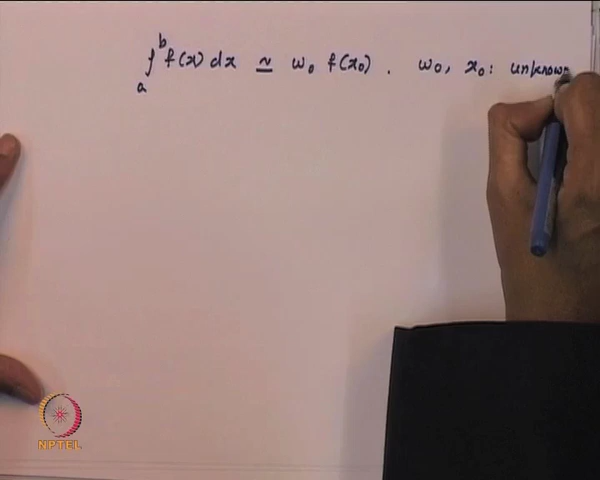 ∫_a^b f(x) dx ≃ w₀ f(x₀) . w₀, x₀ : unknown
NPTEL